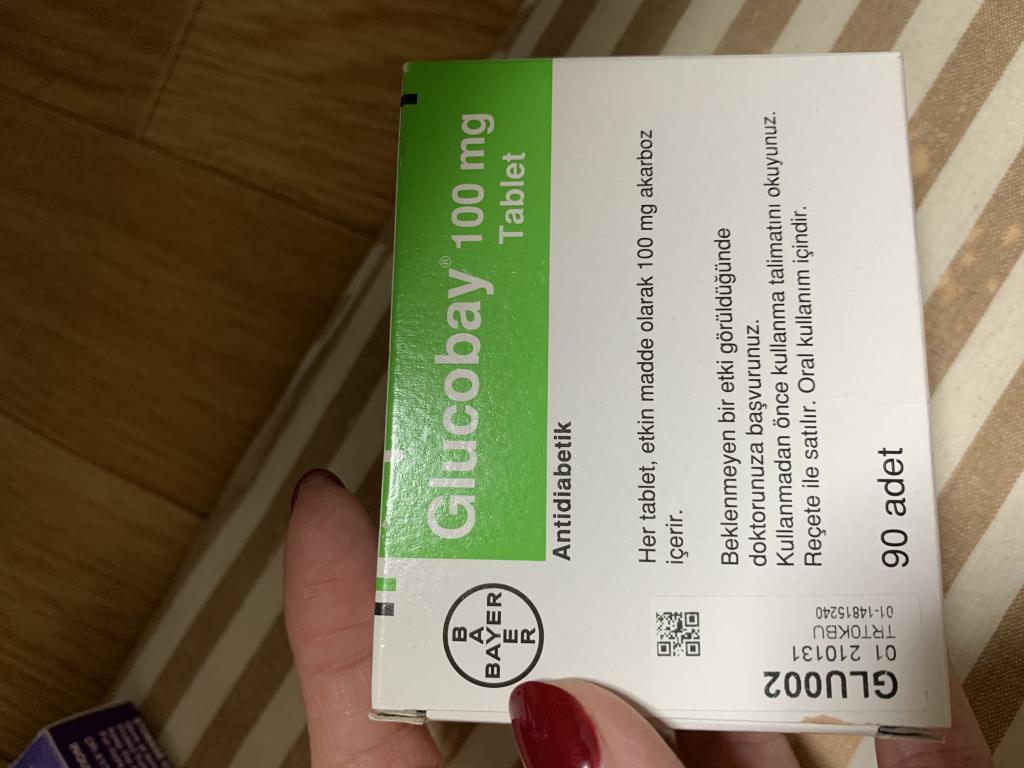 Glucobay® 100 mg
Tablet
BAYER
BAYER
Antidiabetik
Her tablet, etkin madde olarak 100 mg akarboz
içerir.
Beklenmeyen bir etki görüldüğünde
doktorunuza başvurunuz.
Kullanmadan önce kullanma talimatını okuyunuz.
Reçete ile satılır. Oral kullanım içindir.
90 adet
GLU002
01 210131
TRTOKBU
01-14815240